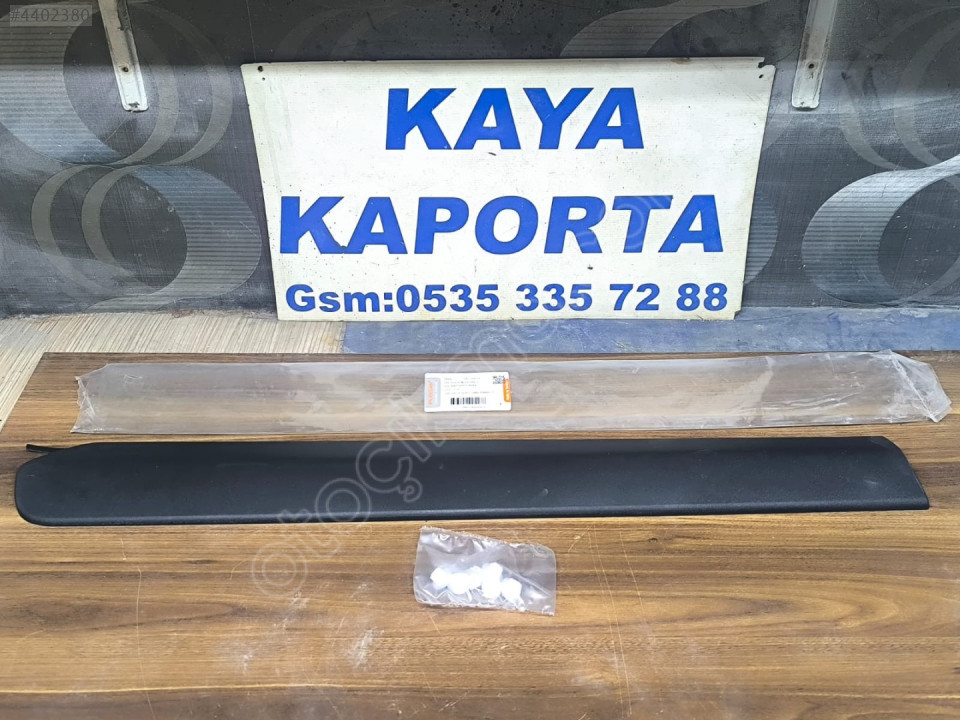 #4402380
KAYA
KAPORTA
Gsm:0535 335 72 88